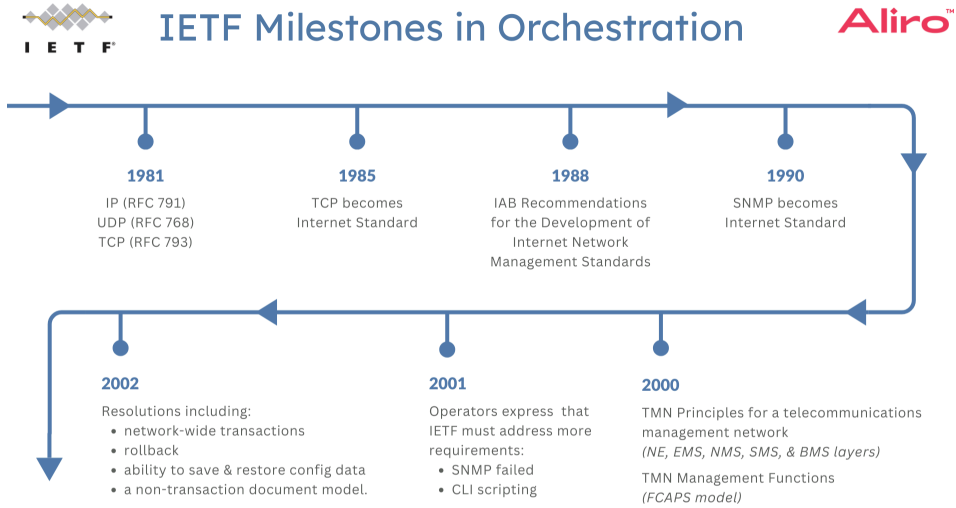 IETF®
IETF Milestones in Orchestration
Aliro™
1981
IP (RFC 791)
UDP (RFC 768)
TCP (RFC 793)
1985
TCP becomes
Internet Standard
1988
IAB Recommendations
for the Development of
Internet Network
Management Standards
1990
SNMP becomes
Internet Standard
2000
TMN Principles for a telecommunications
management network
(NE, EMS, NMS, SMS, & BMS layers)
TMN Management Functions
(FCAPS model)
2001
Operators express that
IETF must address more
requirements:
• SNMP failed
• CLI scripting
2002
Resolutions including:
• network-wide transactions
• rollback
• ability to save & restore config data
• a non-transaction document model.